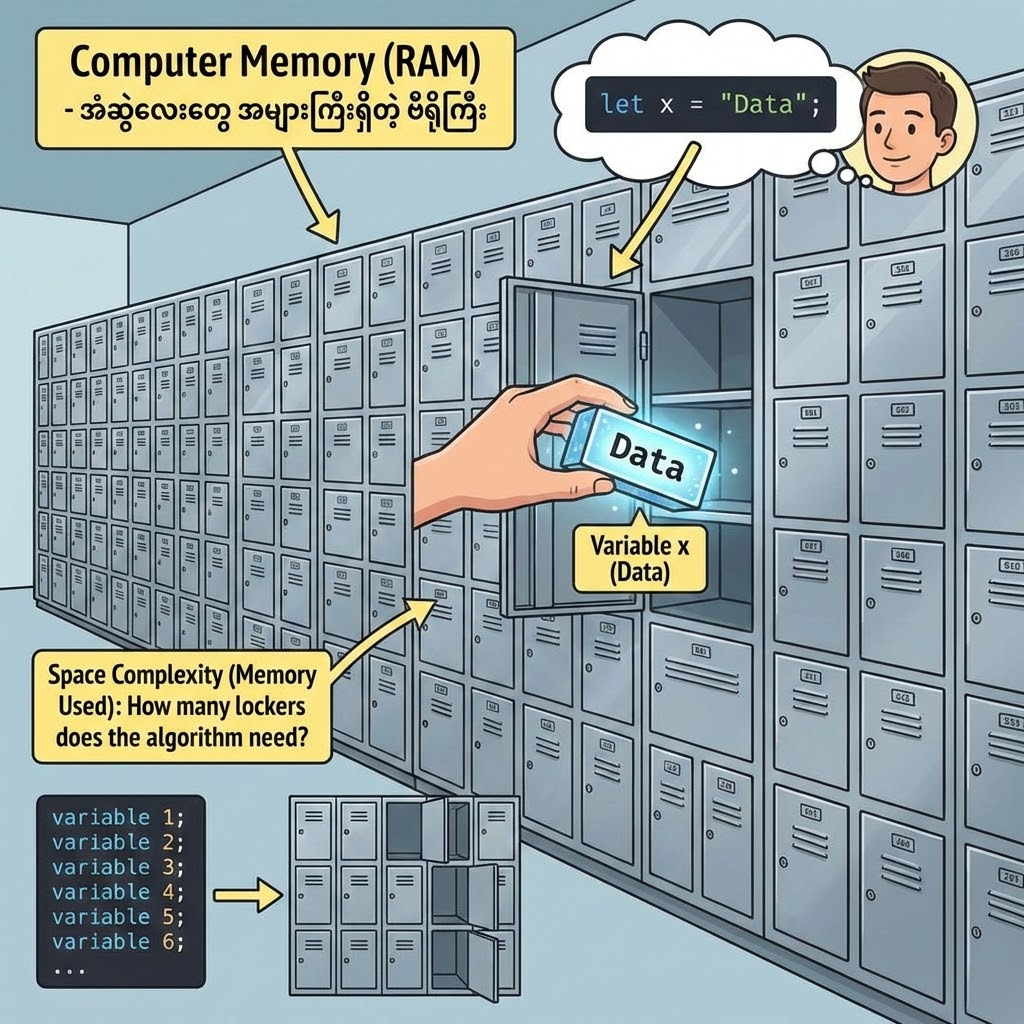 Computer Memory (RAM)
- အံဆွဲလေးတွေ အများကြီးရှိတဲ့ ဗီရိုကြီး
let x = "Data";
Data
Variable x
(Data)
Space Complexity (Memory
Used): How many lockers
does the algorithm need?
variable 1;
variable 2;
variable 3;
variable 4;
variable 5;
variable 6;
...